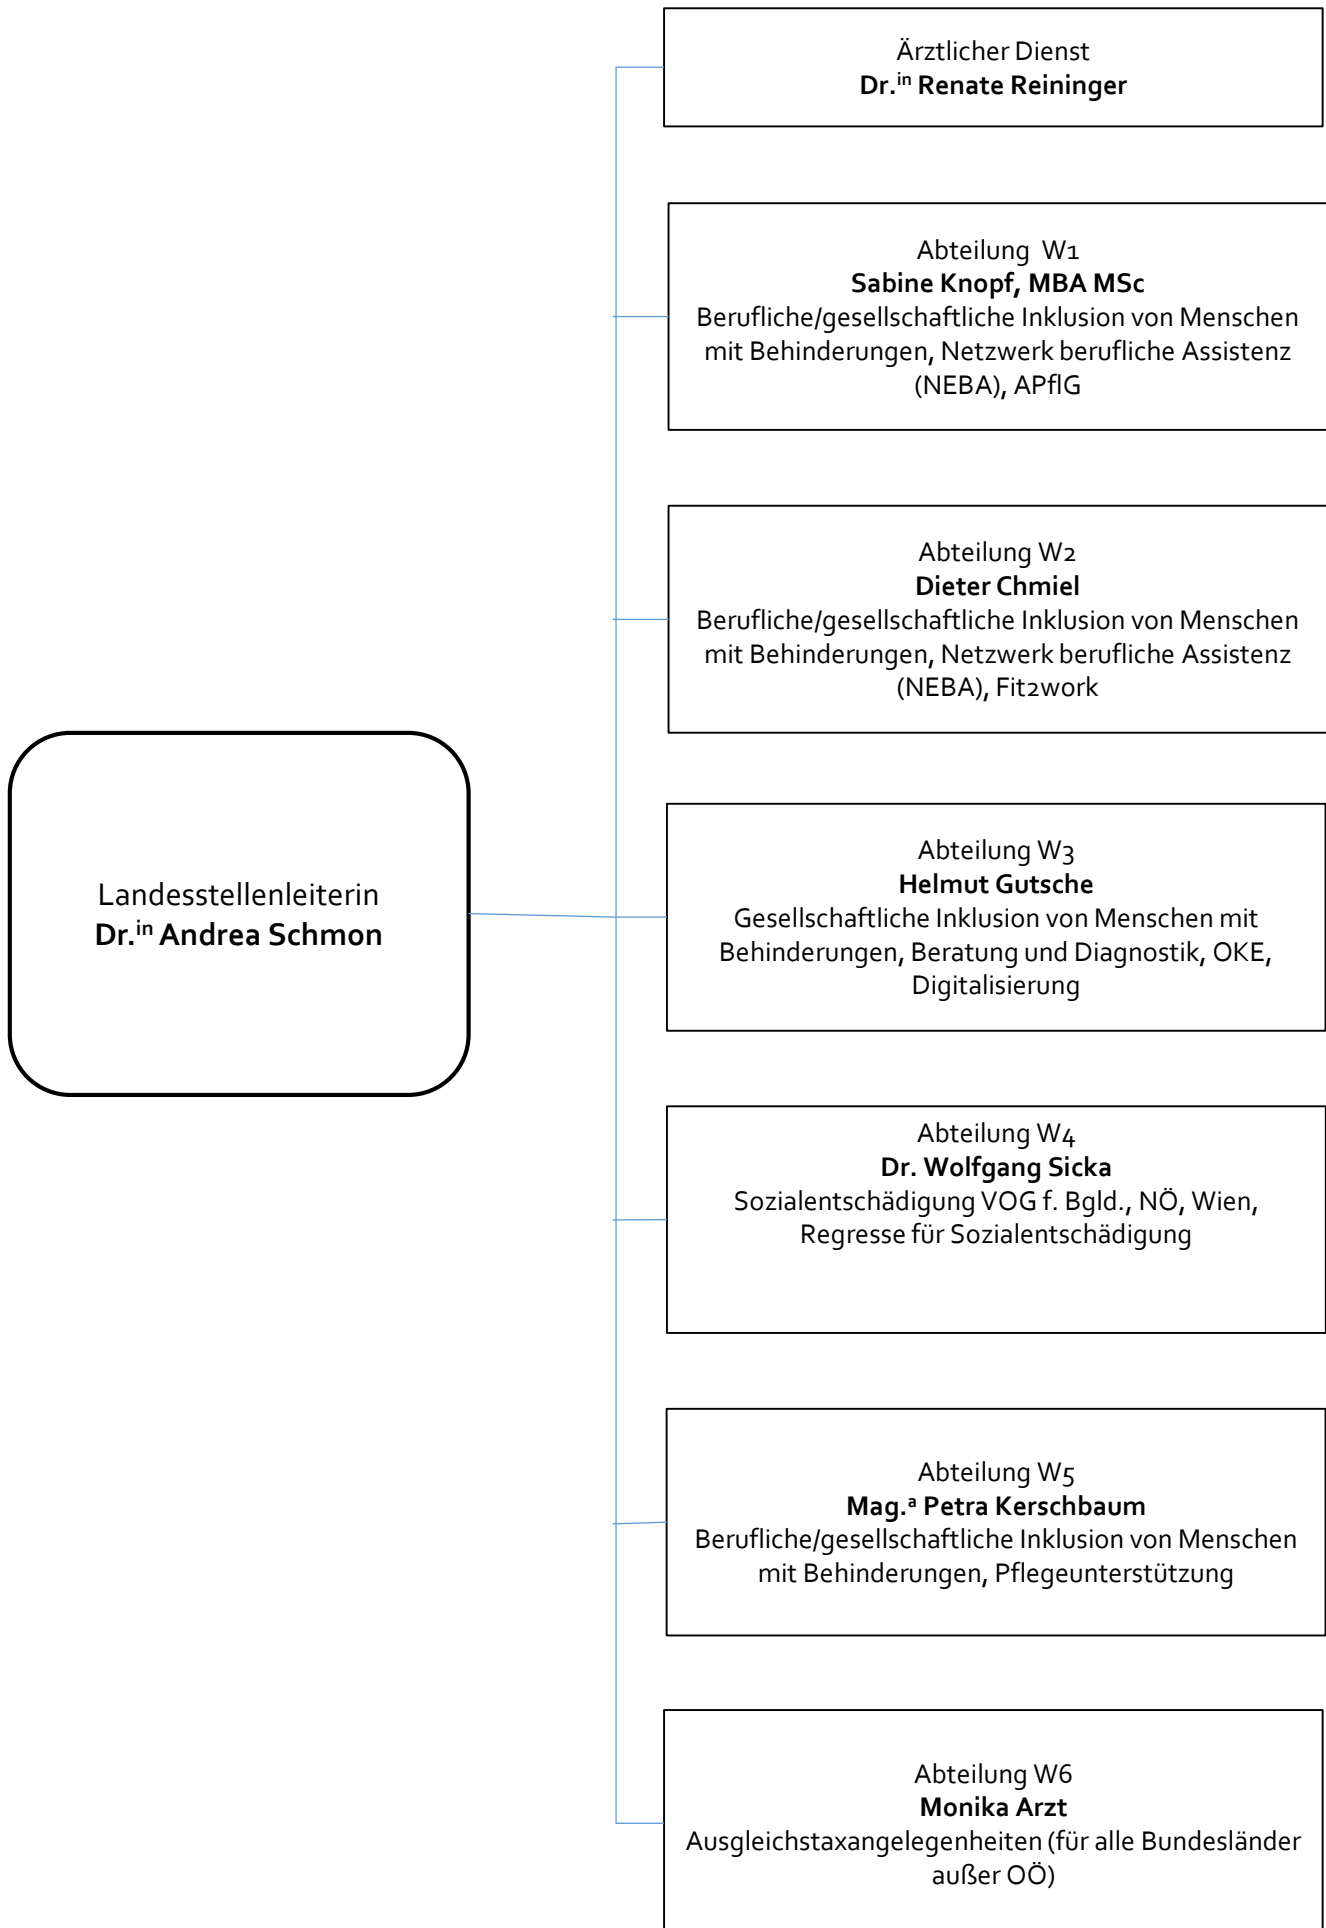 Ärztlicher Dienst
Dr.in Renate Reininger
Abteilung W1
Sabine Knopf, MBA MSc
Berufliche/gesellschaftliche Inklusion von Menschen
mit Behinderungen, Netzwerk berufliche Assistenz
(NEBA), APflG
Abteilung W2
Dieter Chmiel
Berufliche/gesellschaftliche Inklusion von Menschen
mit Behinderungen, Netzwerk berufliche Assistenz
(NEBA), Fit2work
Landesstellenleiterin
Dr.in Andrea Schmon
Abteilung W3
Helmut Gutsche
Gesellschaftliche Inklusion von Menschen mit
Behinderungen, Beratung und Diagnostik, OKE,
Digitalisierung
Abteilung W4
Dr. Wolfgang Sicka
Sozialentschädigung VOG f. Bgld., NÖ, Wien,
Regresse für Sozialentschädigung
Abteilung W5
Mag.a Petra Kerschbaum
Berufliche/gesellschaftliche Inklusion von Menschen
mit Behinderungen, Pflegeunterstützung
Abteilung W6
Monika Arzt
Ausgleichstaxangelegenheiten (für alle Bundesländer
außer OÖ)